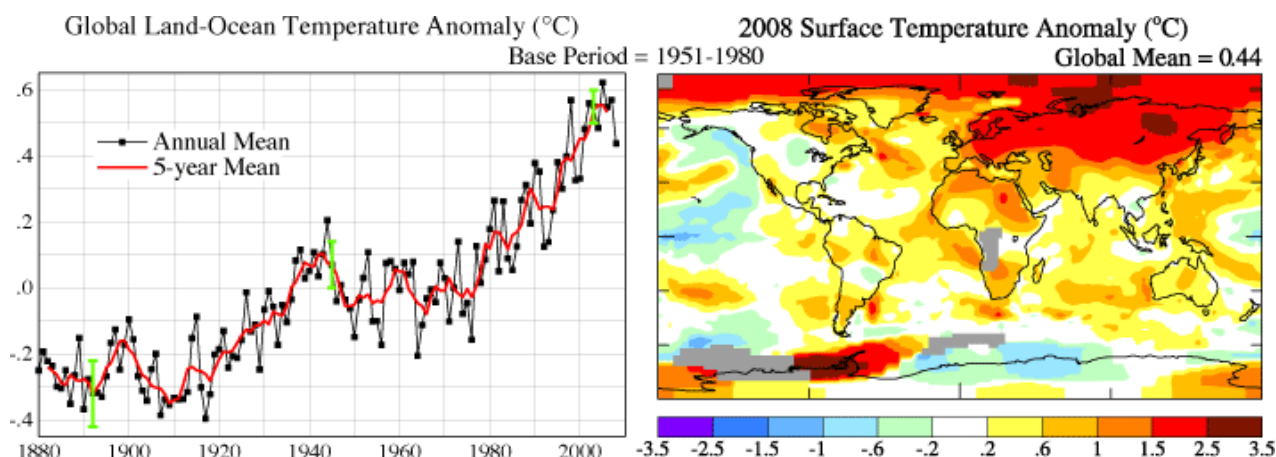 Global Land-Ocean Temperature Anomaly (°C)
2008 Surface Temperature Anomaly (°C)
Base Period = 1951-1980
Global Mean = 0.44
.6
.4
.2
.0
-.2
-.4
Annual Mean
5-year Mean
1880 1900 1920 1940 1960 1980 2000
-3.5 -2.5 -1.5 -1 -.6 -.2 .2 .6 1 1.5 2.5 3.5